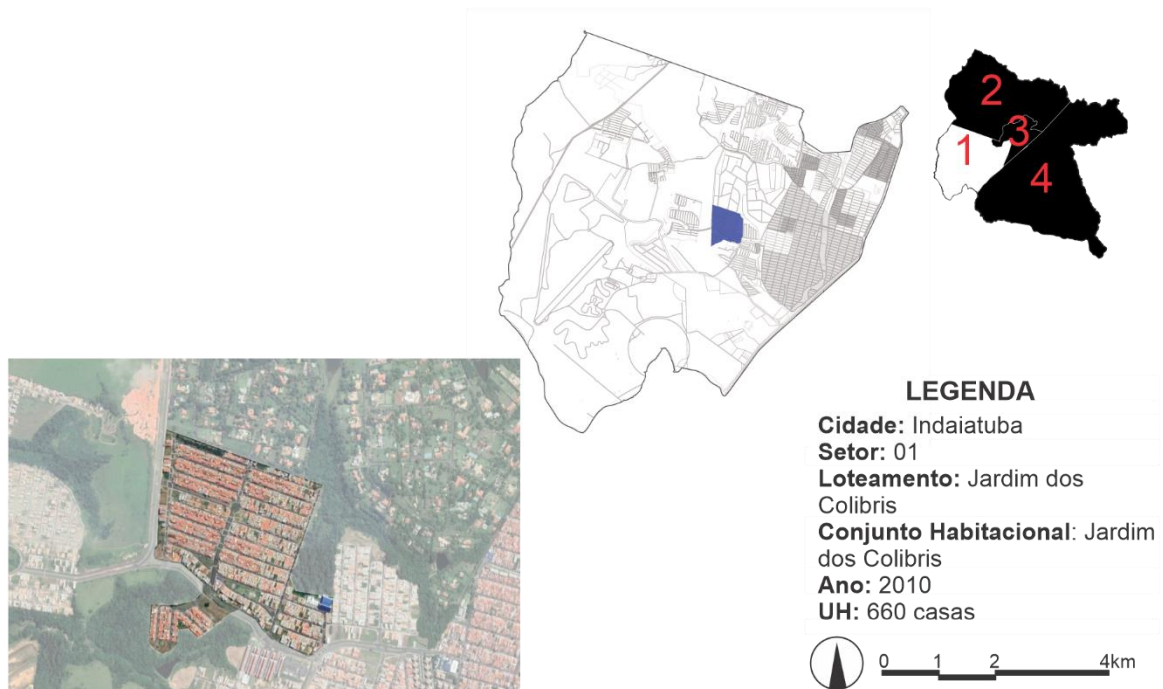 2
3
1
4
LEGENDA
Cidade: Indaiatuba
Setor: 01
Loteamento: Jardim dos
Colibris
Conjunto Habitacional: Jardim
dos Colibris
Ano: 2010
UH: 660 casas
0 1 2 4km